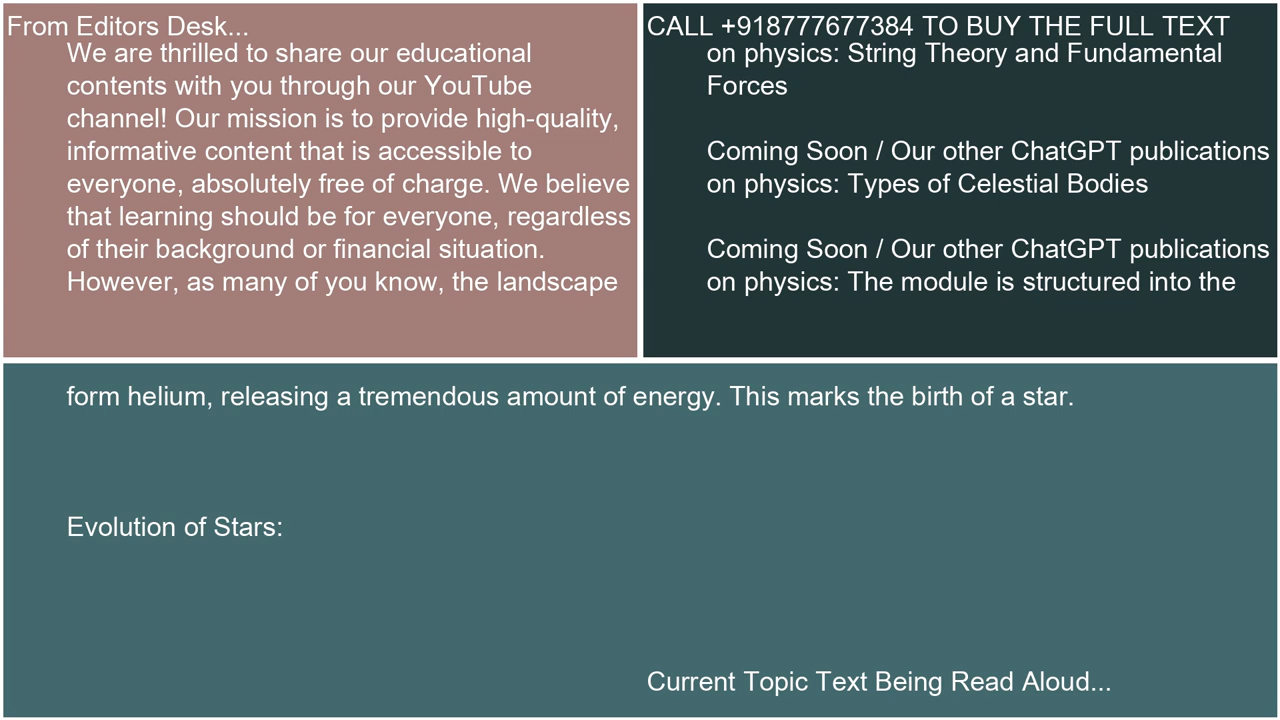 From Editors Desk...
We are thrilled to share our educational
contents with you through our YouTube
channel! Our mission is to provide high-quality,
informative content that is accessible to
everyone, absolutely free of charge. We believe
that learning should be for everyone, regardless
of their background or financial situation.
However, as many of you know, the landscape
CALL +918777677384 TO BUY THE FULL TEXT
on physics: String Theory and Fundamental
Forces
Coming Soon / Our other ChatGPT publications
on physics: Types of Celestial Bodies
Coming Soon / Our other ChatGPT publications
on physics: The module is structured into the
form helium, releasing a tremendous amount of energy. This marks the birth of a star.
Evolution of Stars:
Current Topic Text Being Read Aloud...